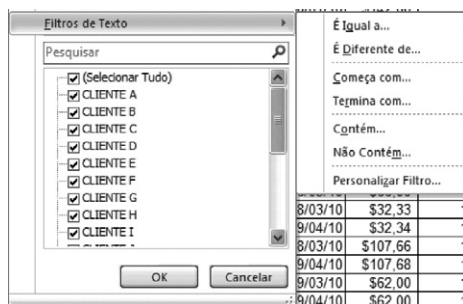 Filtros de Texto
É Igual a...
É Diferente de...
Começa com...
Termina com...
Contém...
Não Contém...
Personalizar Filtro...
Pesquisar
(Selecionar Tudo)
CLIENTE A
CLIENTE B
CLIENTE C
CLIENTE D
CLIENTE E
CLIENTE F
CLIENTE G
CLIENTE H
CLIENTE I
OK Cancelar
8/03/10 $32,33
9/04/10 $32,34
8/03/10 $107,66
9/04/10 $107,68
9/03/10 $62,00
9/04/10 $62,00